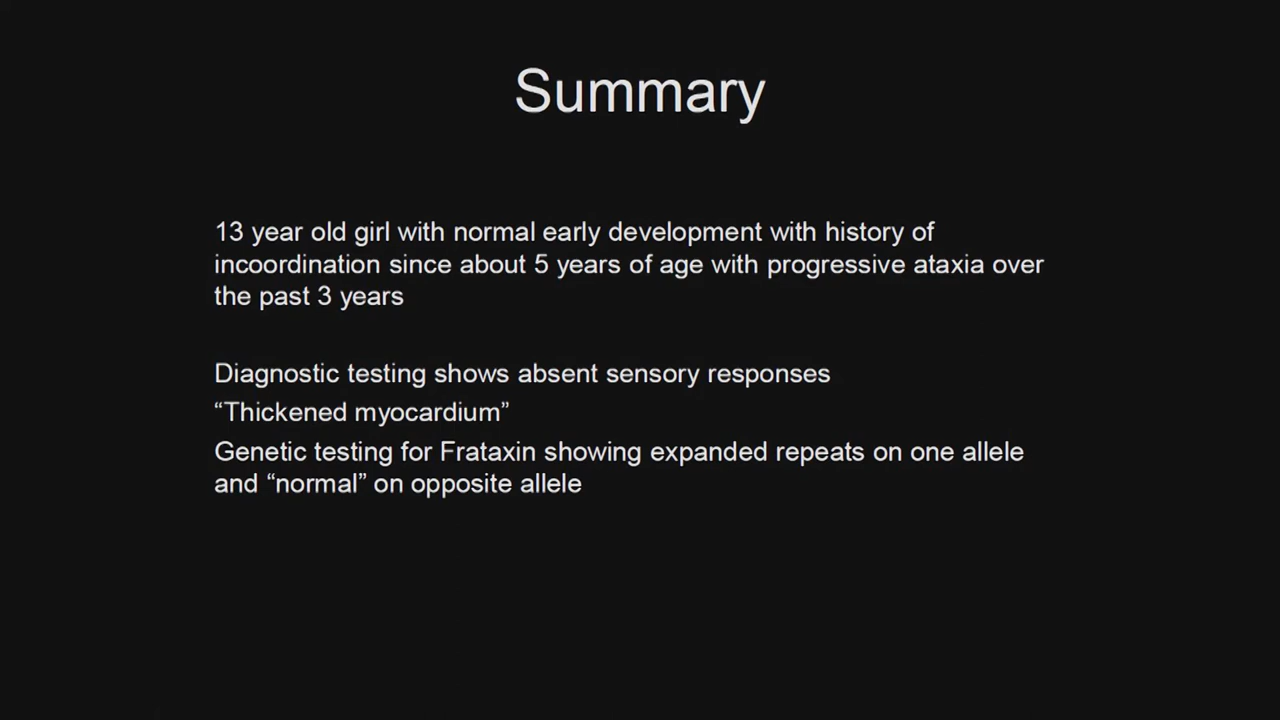 Summary
13 year old girl with normal early development with history of
incoordination since about 5 years of age with progressive ataxia over
the past 3 years
Diagnostic testing shows absent sensory responses
“Thickened myocardium”
Genetic testing for Frataxin showing expanded repeats on one allele
and “normal” on opposite allele